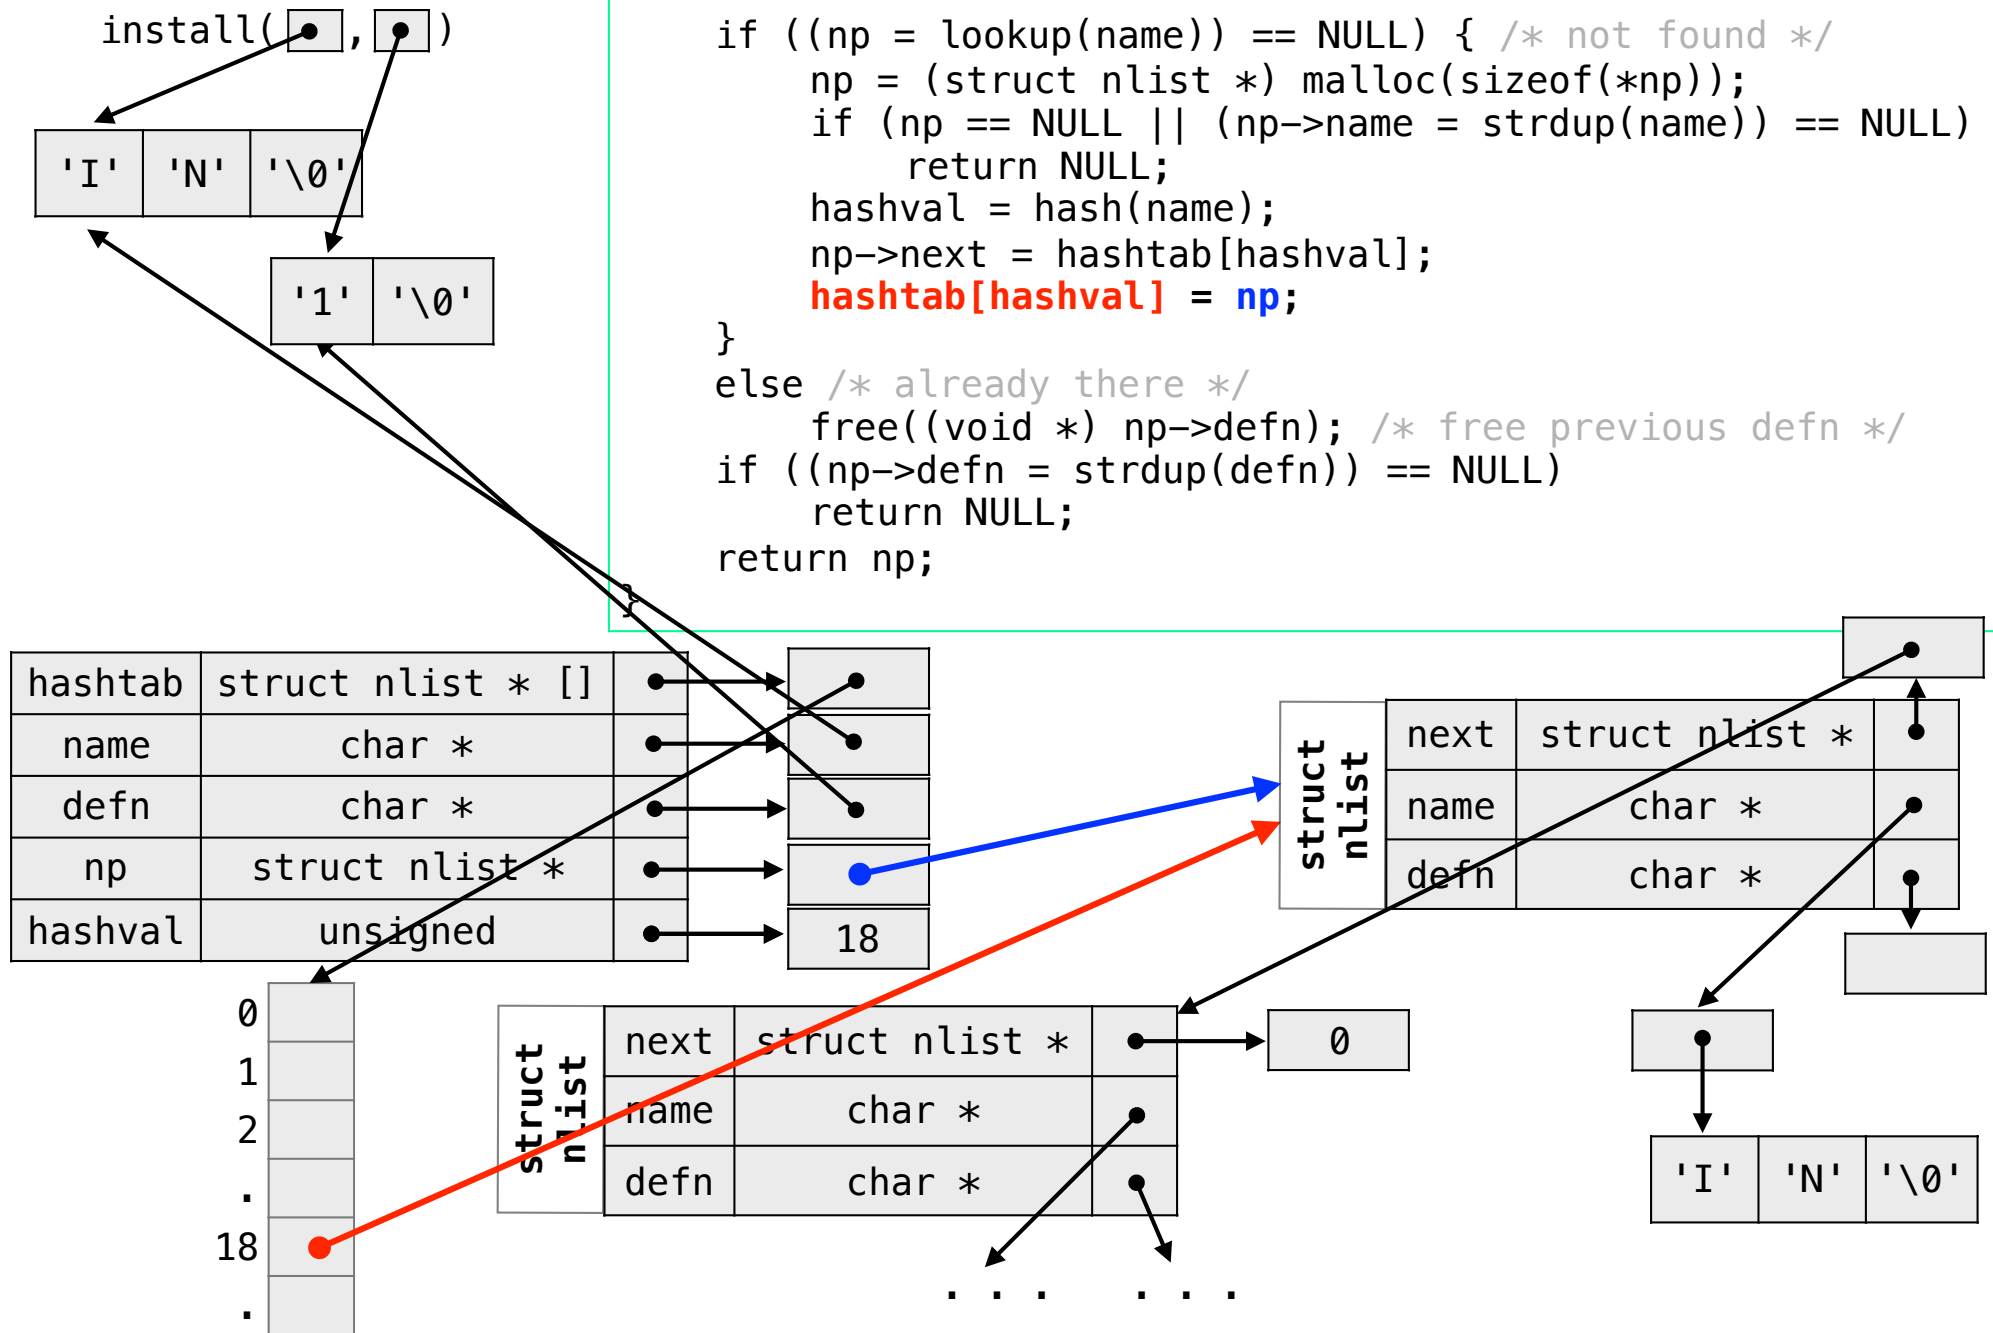 install( , )
'I' 'N' '\0'
'1' '\0'
if ((np = lookup(name)) == NULL) { /* not found */
np = (struct nlist *) malloc(sizeof(*np));
if (np == NULL || (np->name = strdup(name)) == NULL)
return NULL;
hashval = hash(name);
np->next = hashtab[hashval];
hashtab[hashval] = np;
}
else /* already there */
free((void *) np->defn); /* free previous defn */
if ((np->defn = strdup(defn)) == NULL)
return NULL;
return np;
}
hashtab struct nlist * []
name char *
defn char *
np struct nlist *
hashval unsigned 18
struct
nlist
next struct nlist *
name char *
defn char *
0
1
2
.
18
.
struct
nlist
next struct nlist * 0
name char *
defn char *
. . . . . .
'I' 'N' '\0'